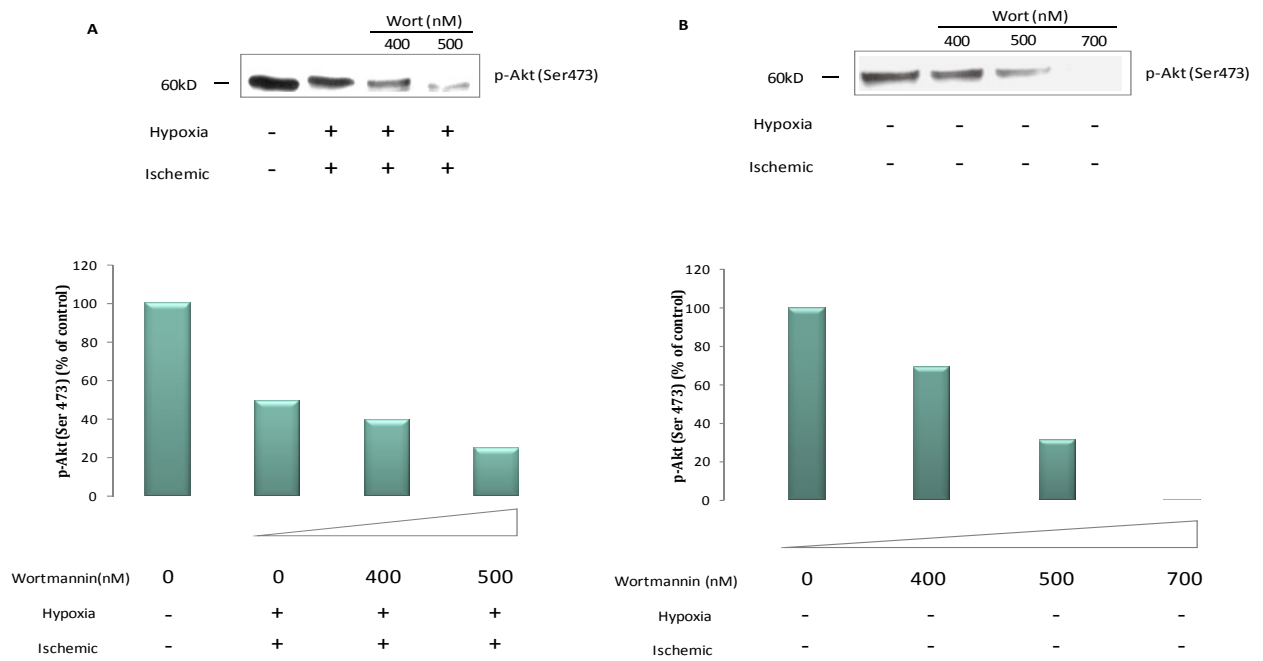 A
Wort (nM)
400 500
60kD
p-Akt (Ser473)
Hypoxia - + + +
Ischemic - + + +
120
100
80
60
40
20
0
p-Akt (Ser 473) (% of control)
Wortmannin(nM) 0 0 400 500
Hypoxia - + + +
Ischemic - + + +
B
Wort (nM)
400 500 700
60kD
p-Akt (Ser473)
Hypoxia - - - -
Ischemic - - - -
120
100
80
60
40
20
0
p-Akt (Ser 473) (% of control)
Wortmannin (nM) 0 400 500 700
Hypoxia - - - -
Ischemic - - - -